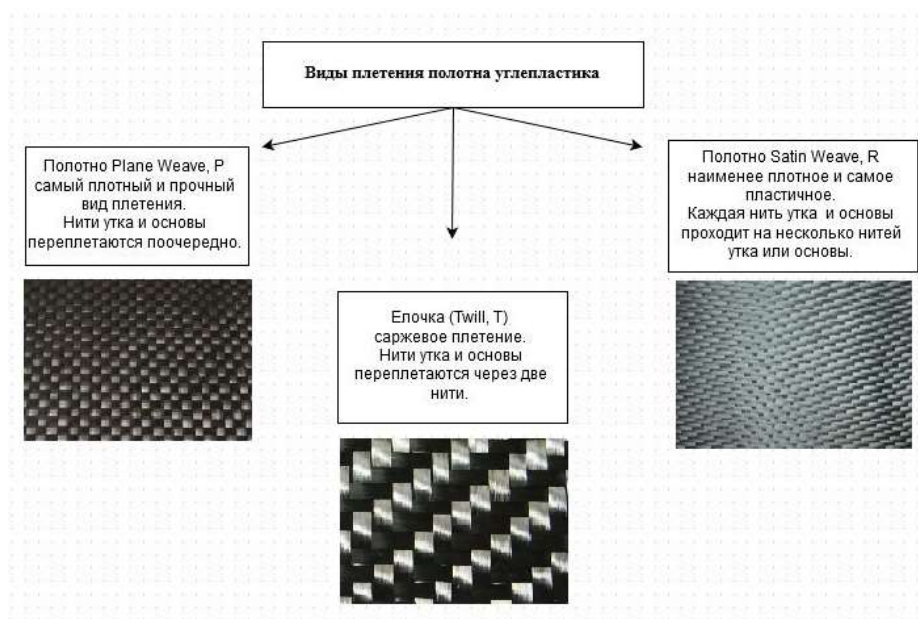 Виды плетения полотна углепластика
Полотно Plane Weave, P
самый плотный и прочный
вид плетения.
Нити утка и основы
переплетаются поочередно.
Елочка (Twill, T)
саржевое плетение.
Нити утка и основы
переплетаются через две
нити.
Полотно Satin Weave, R
наименее плотное и самое
пластичное.
Каждая нить утка и основы
проходит на несколько нитей
утка или основы.